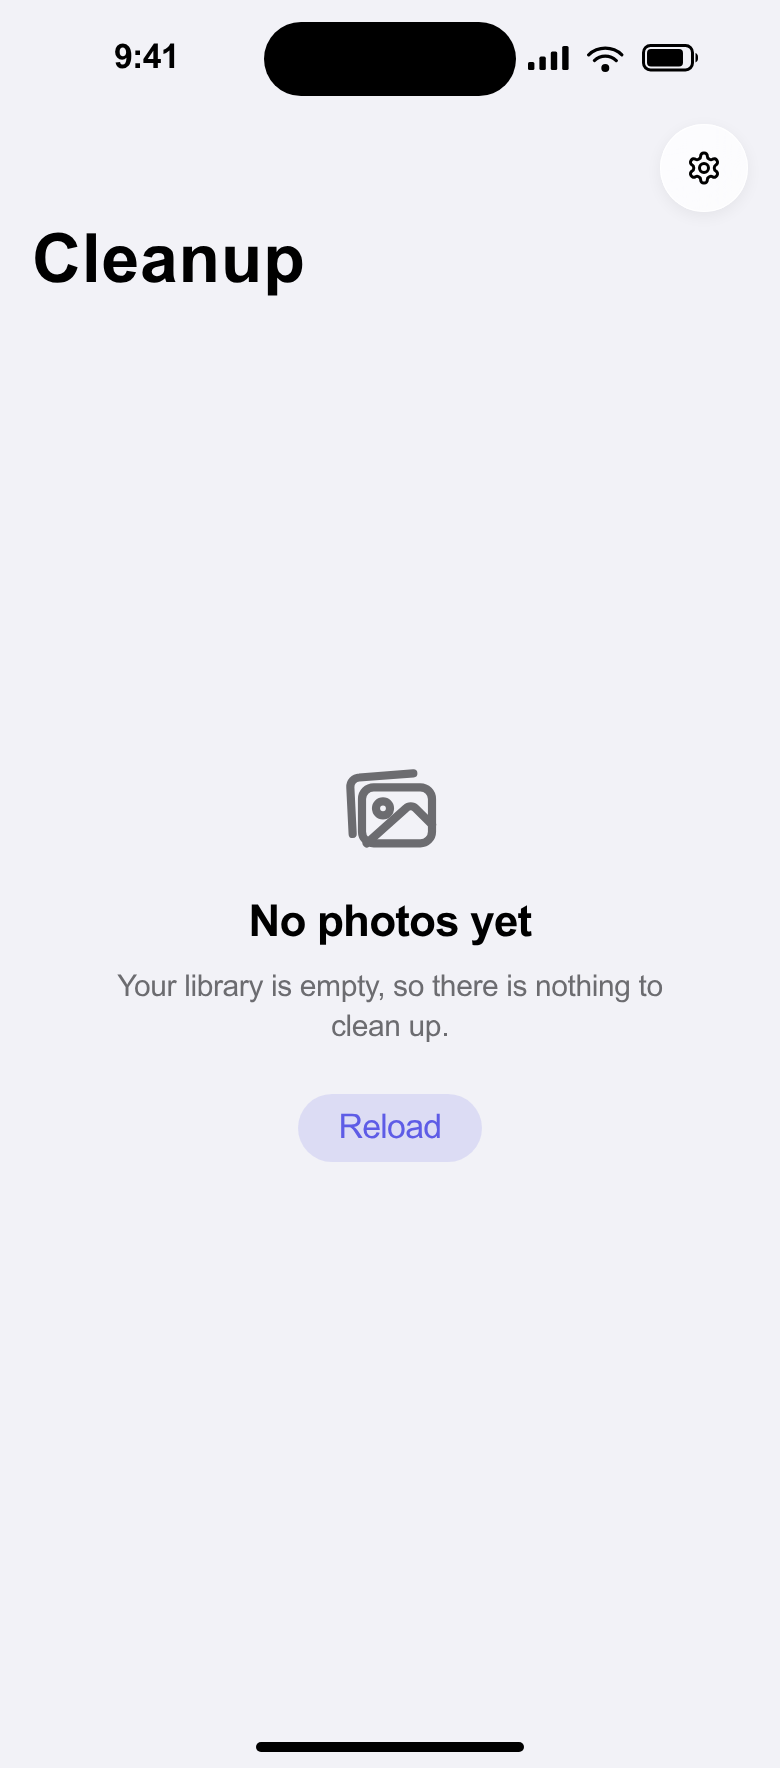 9:41
Cleanup
No photos yet
Your library is empty, so there is nothing to
clean up.
Reload